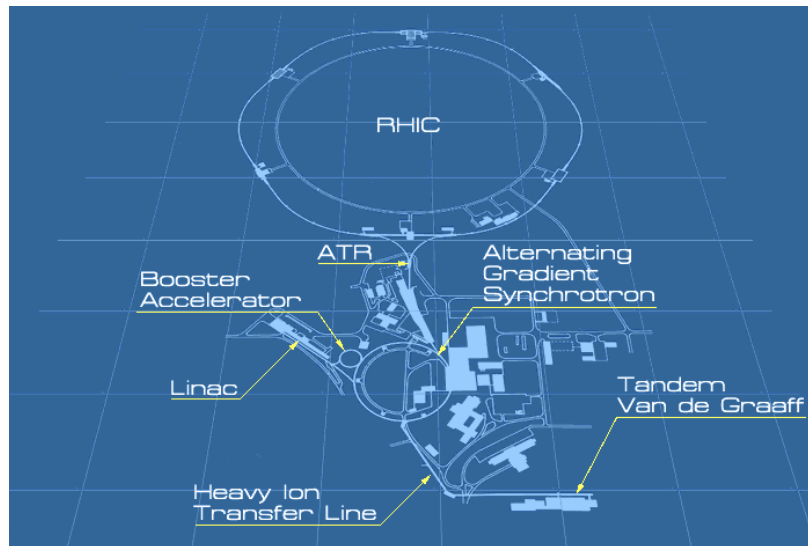 RHIC
ATR
Alternating
Gradient
Synchrotron
Booster
Accelerator
Linac
Tandem
Van de Graaff
Heavy Ion
Transfer Line